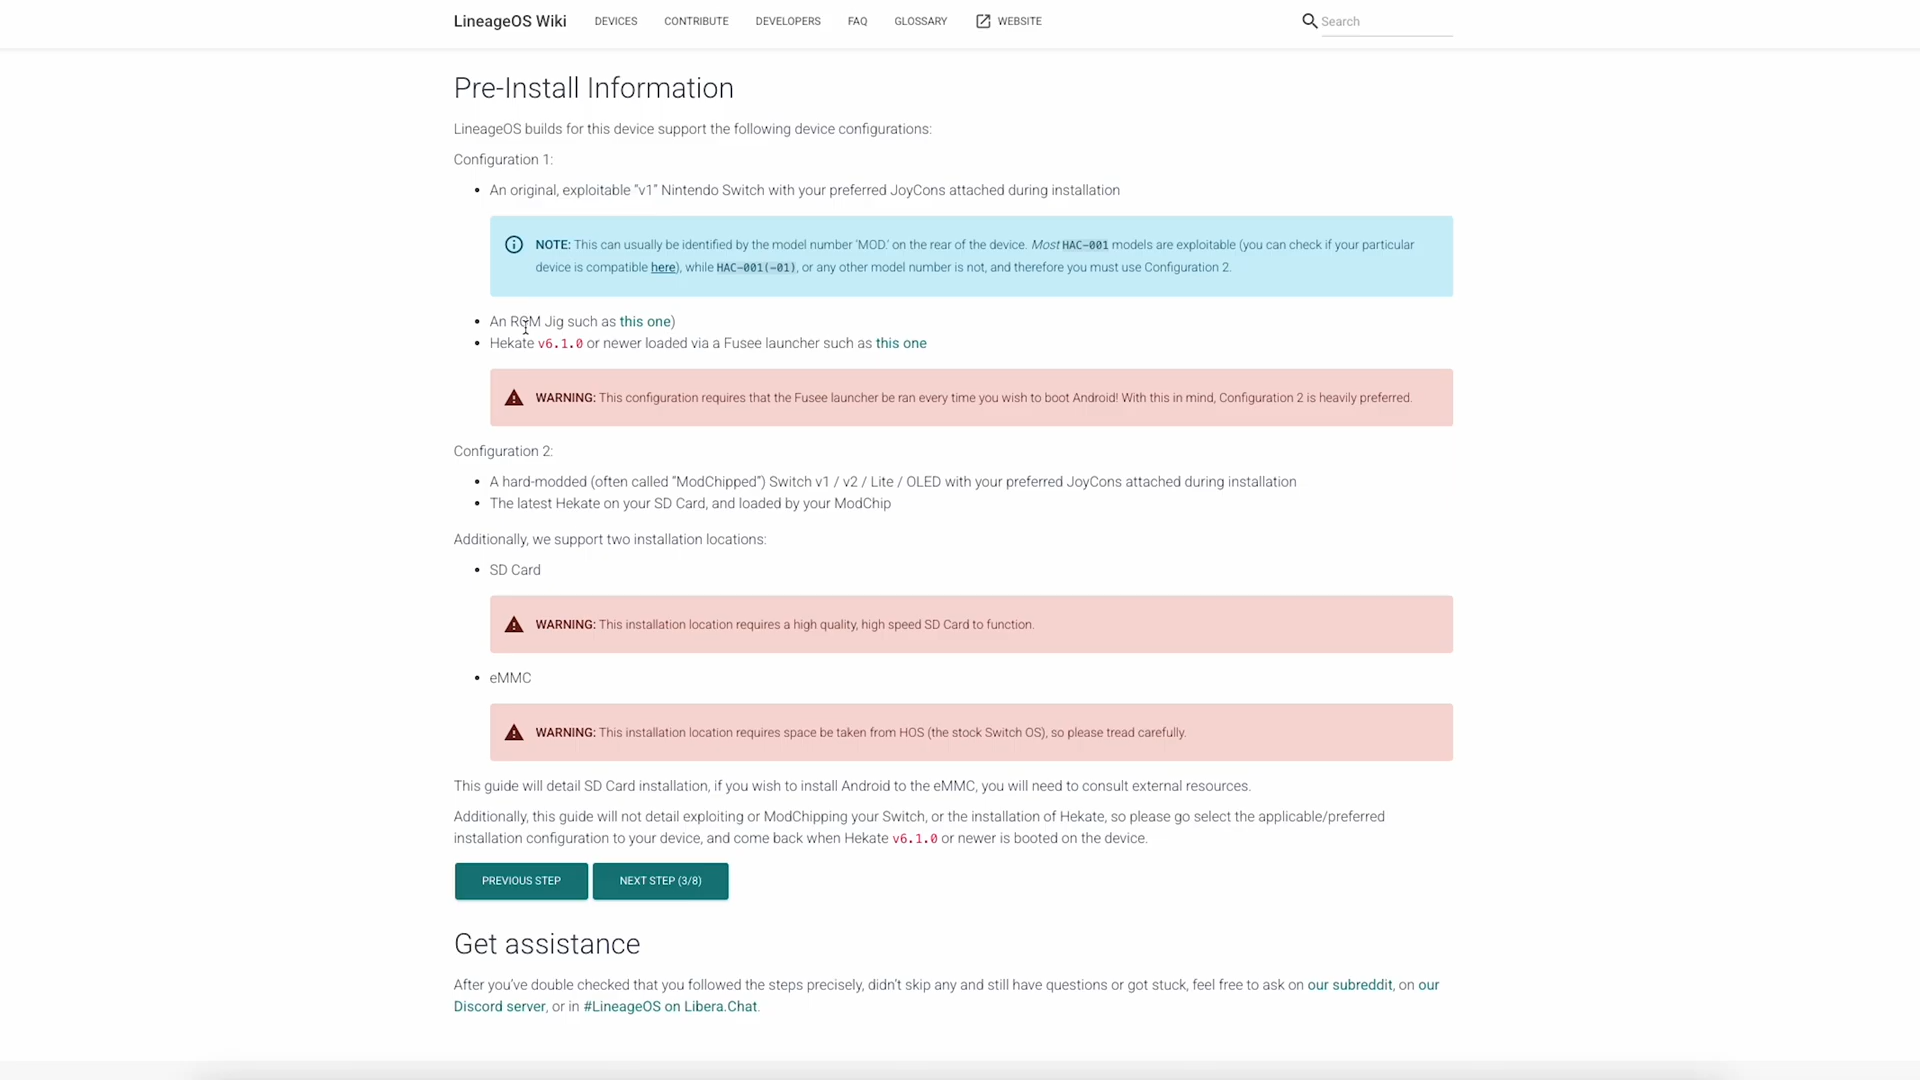 LineageOS Wiki DEVICES CONTRIBUTE DEVELOPERS FAQ GLOSSARY WEBSITE Search
Pre-Install Information
LineageOS builds for this device support the following device configurations:
Configuration 1:
• An original, exploitable “v1” Nintendo Switch with your preferred JoyCons attached during installation
NOTE: This can usually be identified by the model number ‘MOD.’ on the rear of the device. Most HAC-001 models are exploitable (you can check if your particular
device is compatible here), while HAC-001(-01), or any other model number is not, and therefore you must use Configuration 2.
• An RCM Jig such as this one)
• Hekate v6.1.0 or newer loaded via a Fusee launcher such as this one
WARNING: This configuration requires that the Fusee launcher be ran every time you wish to boot Android! With this in mind, Configuration 2 is heavily preferred.
Configuration 2:
• A hard-modded (often called “ModChipped”) Switch v1 / v2 / Lite / OLED with your preferred JoyCons attached during installation
• The latest Hekate on your SD Card, and loaded by your ModChip
Additionally, we support two installation locations:
• SD Card
WARNING: This installation location requires a high quality, high speed SD Card to function.
• eMMC
WARNING: This installation location requires space be taken from HOS (the stock Switch OS), so please tread carefully.
This guide will detail SD Card installation, if you wish to install Android to the eMMC, you will need to consult external resources.
Additionally, this guide will not detail exploiting or ModChipping your Switch, or the installation of Hekate, so please go select the applicable/preferred
installation configuration to your device, and come back when Hekate v6.1.0 or newer is booted on the device.
PREVIOUS STEP NEXT STEP (3/8)
Get assistance
After you’ve double checked that you followed the steps precisely, didn’t skip any and still have questions or got stuck, feel free to ask on our subreddit, on our
Discord server, or in #LineageOS on Libera.Chat.